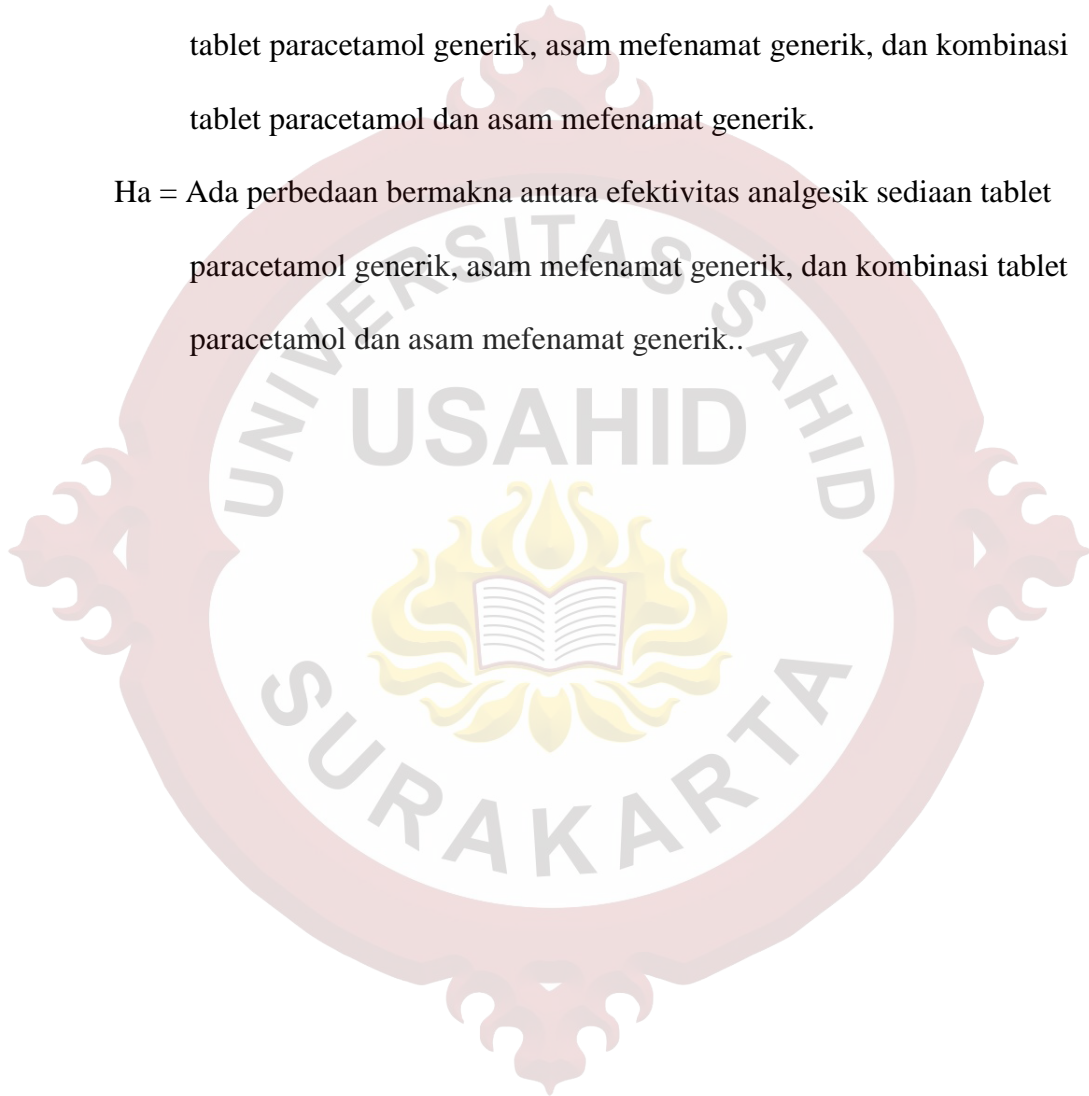 tablet paracetamol generik, asam mefenamat generik, dan kombinasi
tablet paracetamol dan asam mefenamat generik.
Ha = Ada perbedaan bermakna antara efektivitas analgesik sediaan tablet
paracetamol generik, asam mefenamat generik, dan kombinasi tablet
paracetamol dan asam mefenamat generik..
UNIVERSITAS SAHID
USAHID
SURAKARTA